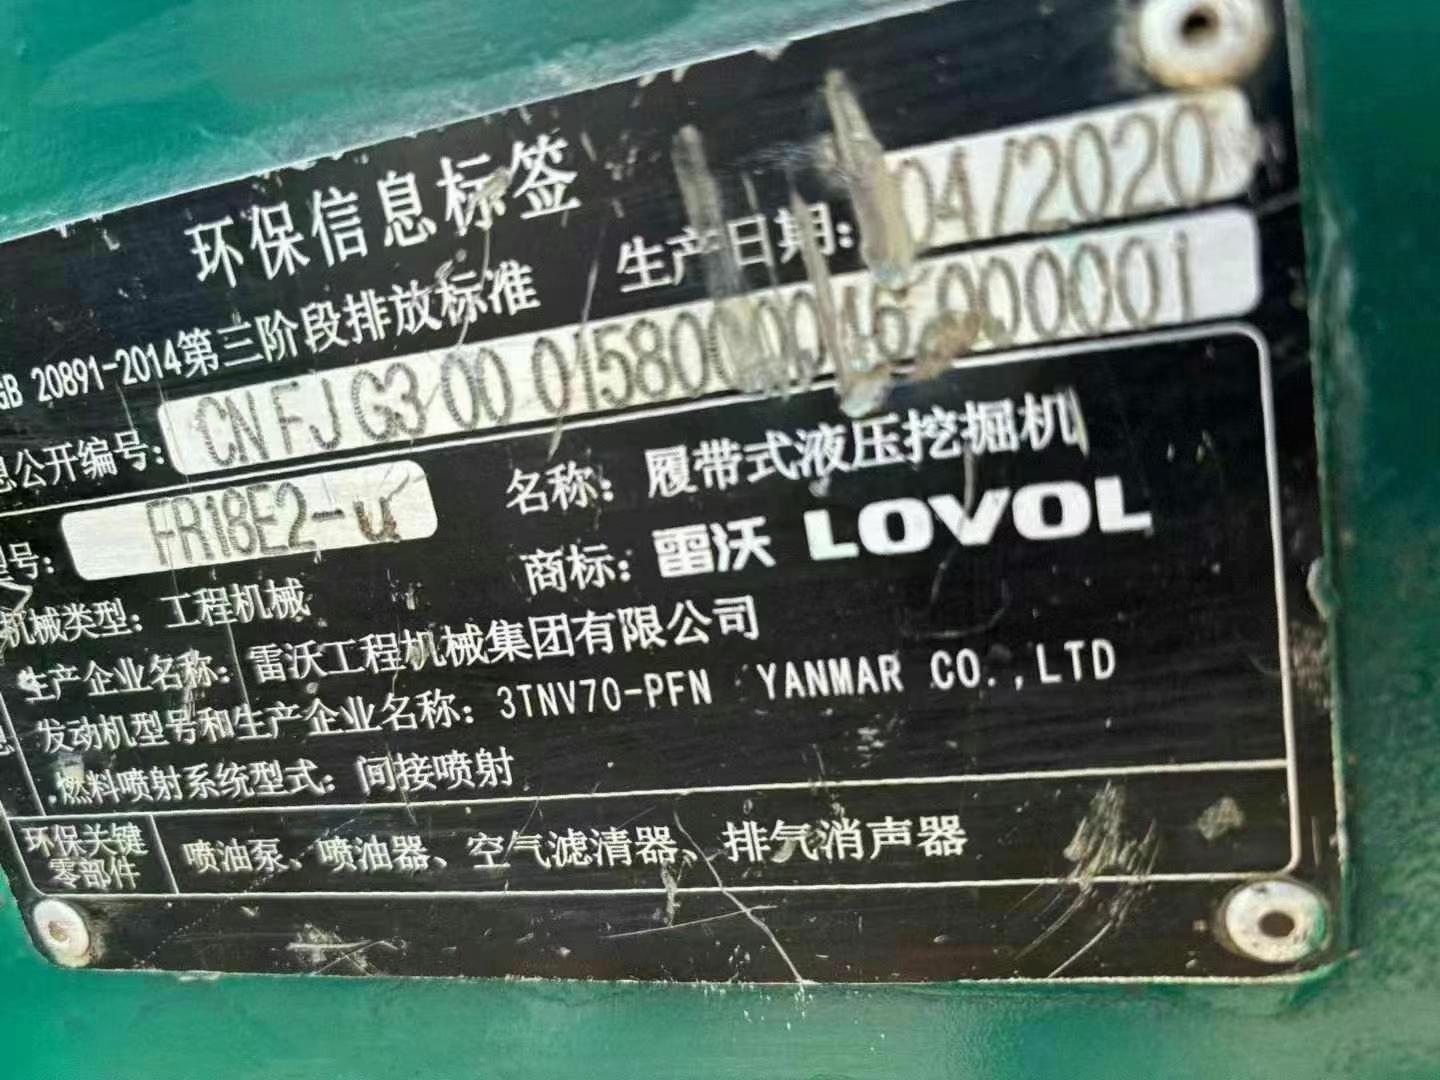 环保信息标签
GB 20891-2014第三阶段排放标准 生产日期: 04/2020
息公开编号: CN FJ G3 00 0158000045 000001
型号: FR18E2-u 名称: 履带式液压挖掘机
机械类型: 工程机械 商标: 雷沃 LOVOL
生产企业名称: 雷沃工程机械集团有限公司
发动机型号和生产企业名称: 3TNV70-PFN YANMAR CO.,LTD
燃料喷射系统型式: 间接喷射
环保关键零部件 喷油泵、喷油器、空气滤清器、排气消声器